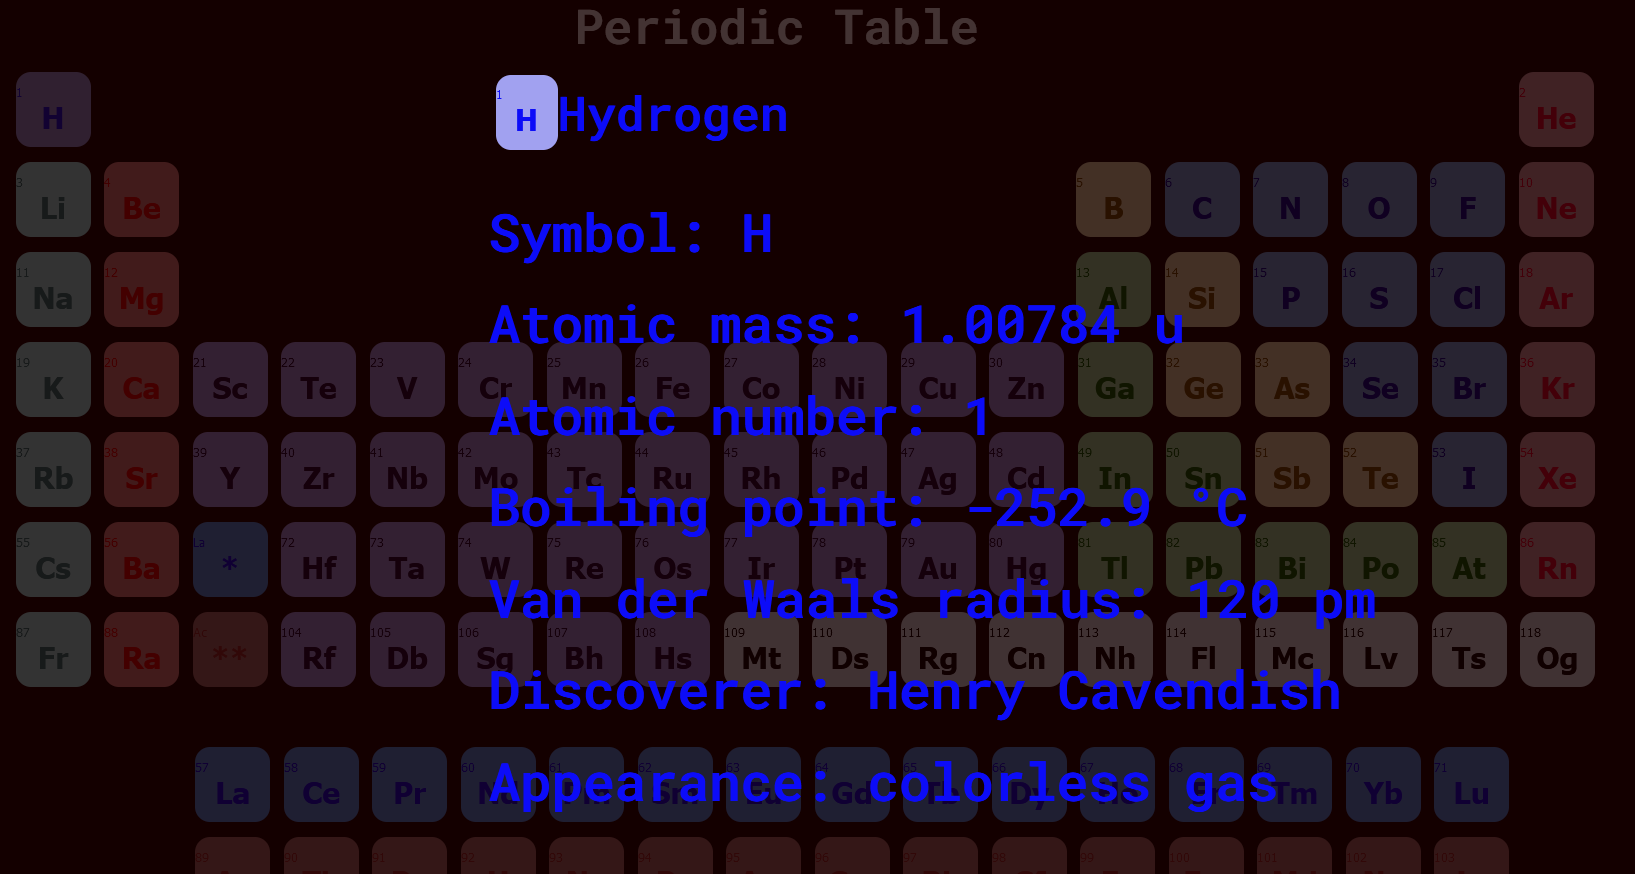 Periodic Table
1 H
1 H Hydrogen
2 He
3 Li
4 Be
Symbol: H
5 B
6 C
7 N
8 O
9 F
10 Ne
11 Na
12 Mg
Atomic mass: 1.00784 u
13 Al
14 Si
15 P
16 S
17 Cl
18 Ar
19 K
20 Ca
21 Sc
22 Te
23 V
24 Cr
25 Mn
26 Fe
27 Co
28 Ni
29 Cu
30 Zn
31 Ga
32 Ge
33 As
34 Se
35 Br
36 Kr
Atomic number: 1
37 Rb
38 Sr
39 Y
40 Zr
41 Nb
42 Mo
43 Tc
44 Ru
45 Rh
46 Pd
47 Ag
48 Cd
49 In
50 Sn
51 Sb
52 Te
53 I
54 Xe
Boiling point: -252.9 °C
55 Cs
56 Ba
La *
72 Hf
73 Ta
74 W
75 Re
76 Os
77 Ir
78 Pt
79 Au
80 Hg
81 Tl
82 Pb
83 Bi
84 Po
85 At
86 Rn
Van der Waals radius: 120 pm
87 Fr
88 Ra
Ac **
104 Rf
105 Db
106 Sg
107 Bh
108 Hs
109 Mt
110 Ds
111 Rg
112 Cn
113 Nh
114 Fl
115 Mc
116 Lv
117 Ts
118 Og
Discoverer: Henry Cavendish
57 La
58 Ce
59 Pr
60 Nd
61 Pm
62 Sm
63 Eu
64 Gd
65 Tb
66 Dy
67 Ho
68 Er
69 Tm
70 Yb
71 Lu
Appearance: colorless gas
89
90
91
92
93
94
95
96
97
98
99
100
101
102
103